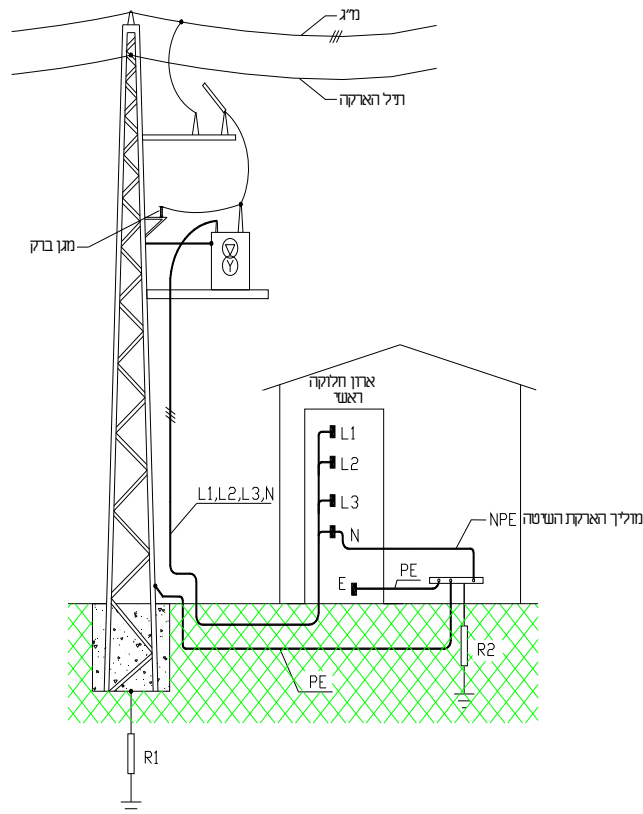 מ״ג
תיל הארקה
מגן ברק
ארון חלוקה
ראשי
L1
L2
L3
N
L1,L2,L3,N
NPE מוליך הארקת השיטה
PE
E
R2
PE
R1